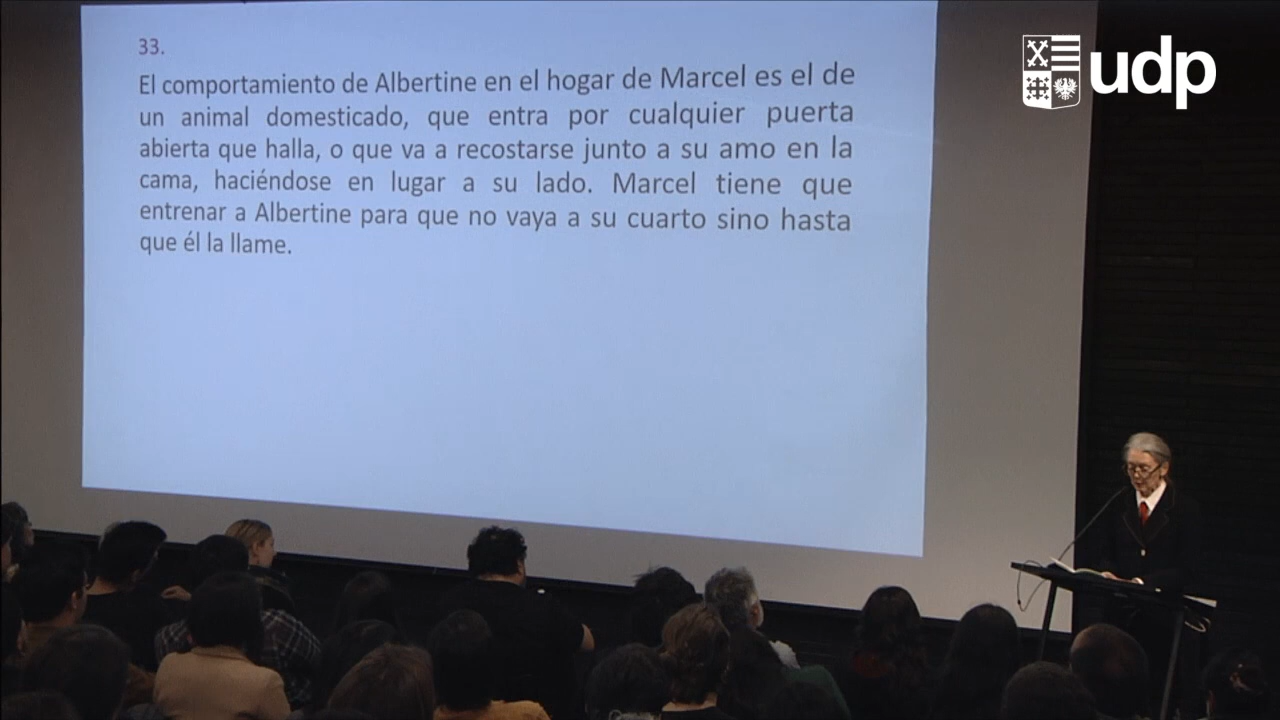 33.
El comportamiento de Albertine en el hogar de Marcel es el de
un animal domesticado, que entra por cualquier puerta
abierta que halla, o que va a recostarse junto a su amo en la
cama, haciéndose en lugar a su lado. Marcel tiene que
entrenar a Albertine para que no vaya a su cuarto sino hasta
que él la llame.
udp